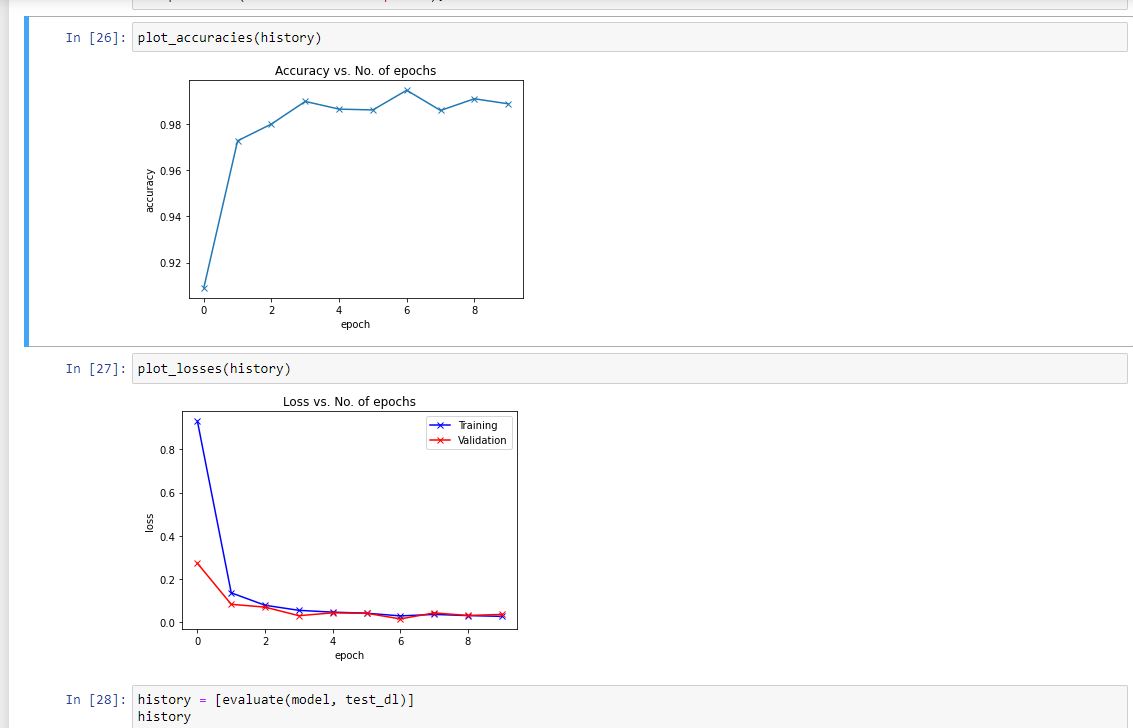 In [26]: plot_accuracies(history)
Accuracy vs. No. of epochs
0.98
0.96
0.94
0.92
accuracy
0 2 4 6 8
epoch
In [27]: plot_losses(history)
Loss vs. No. of epochs
Training
Validation
0.8
0.6
0.4
0.2
0.0
loss
0 2 4 6 8
epoch
In [28]: history = [evaluate(model, test_dl)]
history